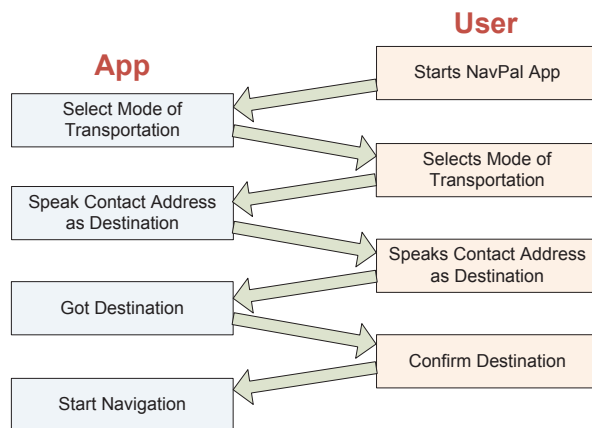 User
App
Starts NavPal App
Select Mode of
Transportation
Selects Mode of
Transportation
Speak Contact Address
as Destination
Speaks Contact Address
as Destination
Got Destination
Confirm Destination
Start Navigation